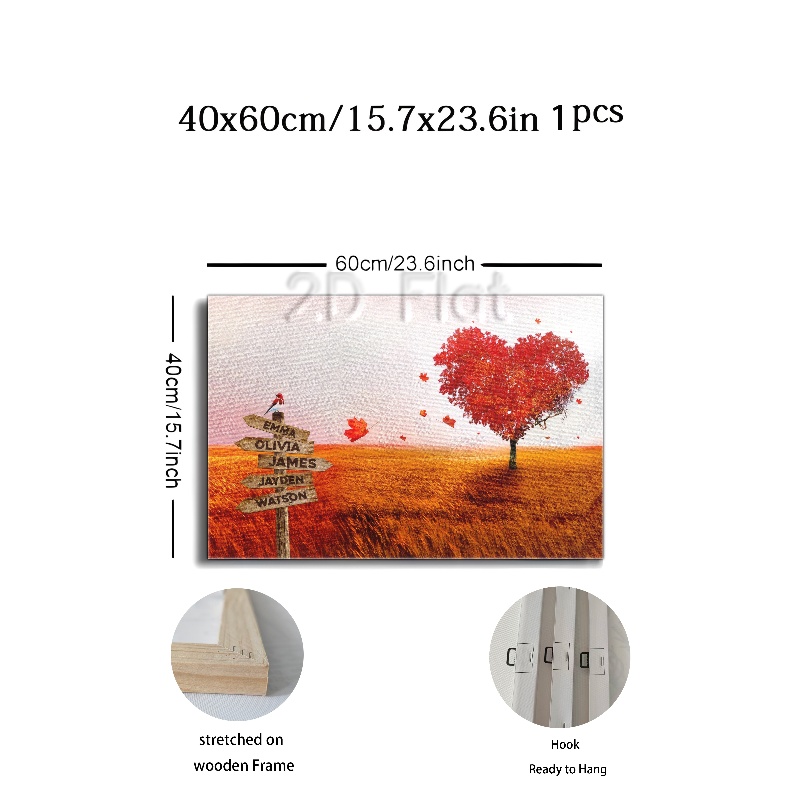 40x60cm/15.7x23.6in 1pcs
60cm/23.6inch
2D Flat
40cm/15.7inch
EMMA
OLIVIA
JAMES
JAYDEN
WATSON
stretched on
wooden Frame
Hook
Ready to Hang